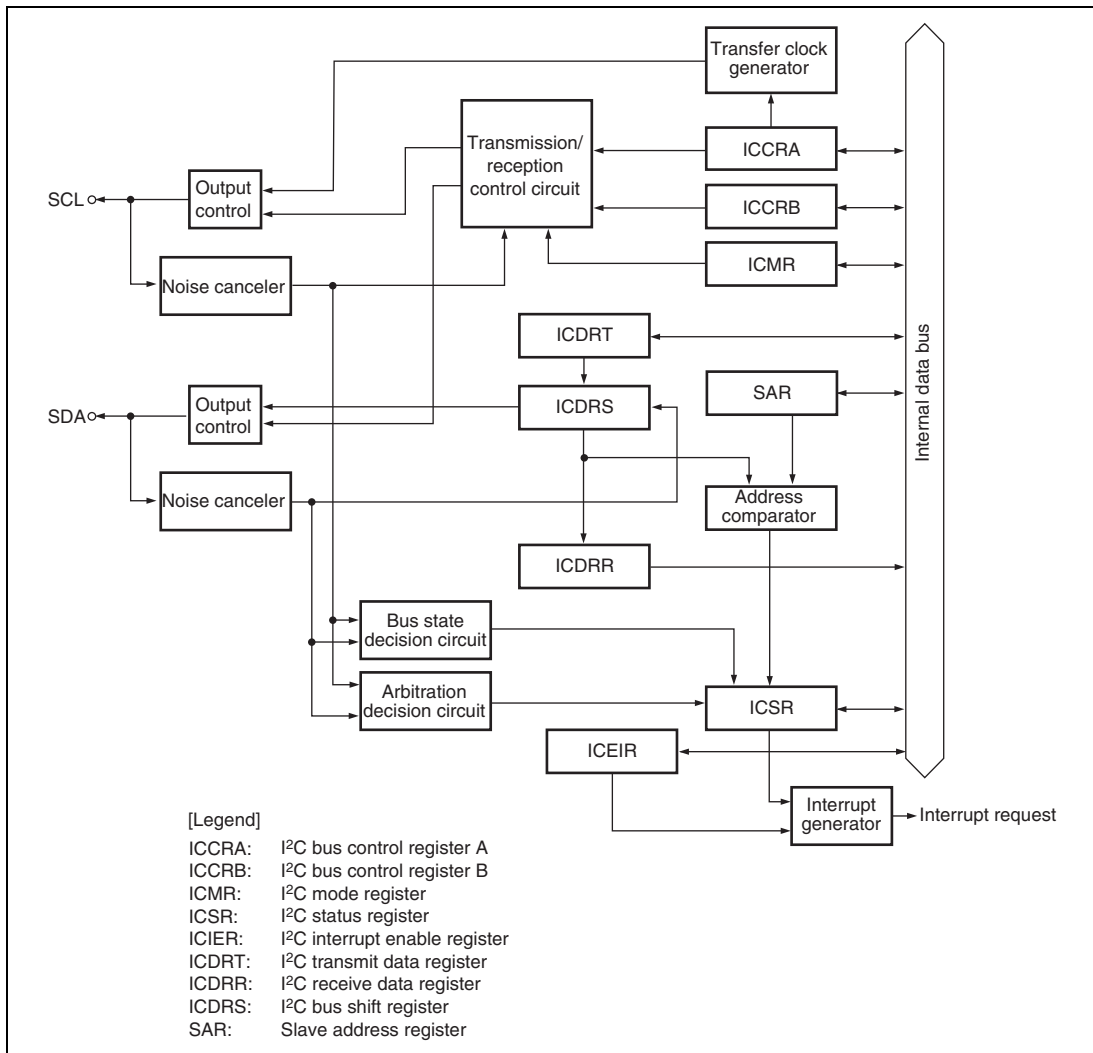 Transfer clock
generator
Transmission/
reception
control circuit
ICCRA
Output
control
SCL
ICCRB
ICMR
Noise canceler
ICDRT
Internal data bus
ICDRS
SAR
Output
control
SDA
Noise canceler
Address
comparator
ICDRR
Bus state
decision circuit
Arbitration
decision circuit
ICSR
ICEIR
Interrupt
generator
Interrupt request
[Legend]
ICCRA: I²C bus control register A
ICCRB: I²C bus control register B
ICMR: I²C mode register
ICSR: I²C status register
ICIER: I²C interrupt enable register
ICDRT: I²C transmit data register
ICDRR: I²C receive data register
ICDRS: I²C bus shift register
SAR: Slave address register